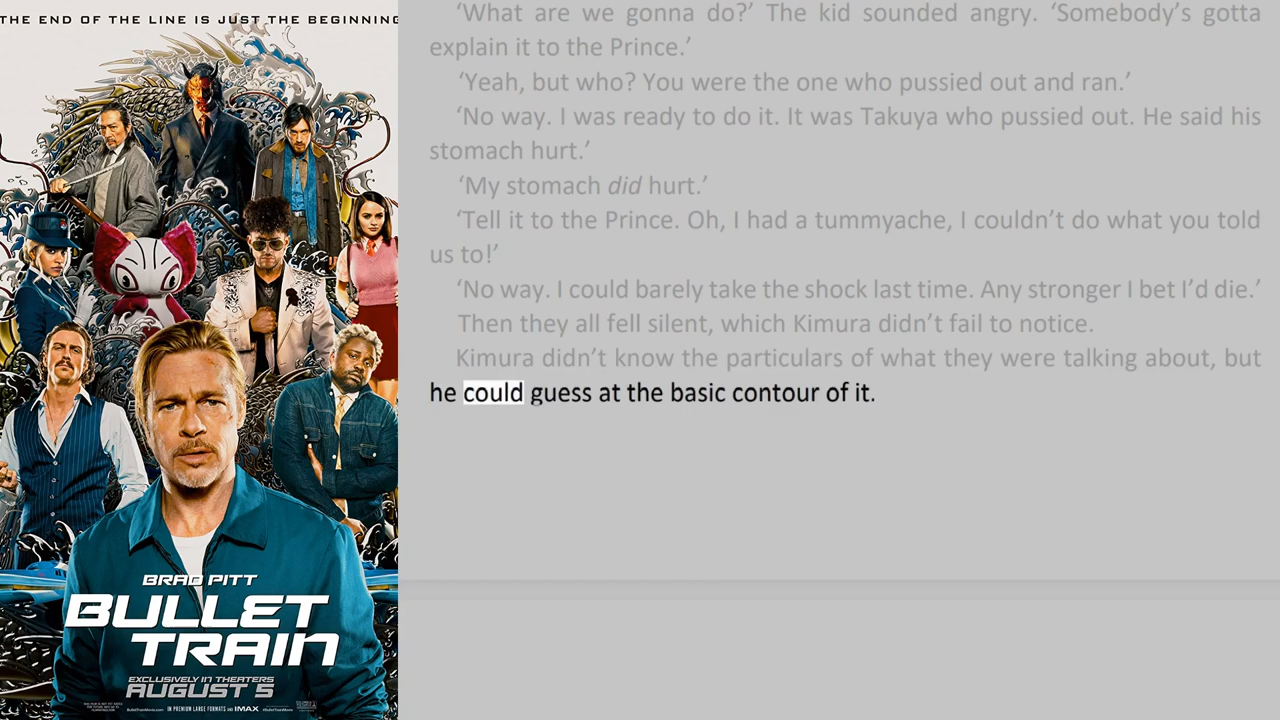 THE END OF THE LINE IS JUST THE BEGINNING
BRAD PITT
BULLET
TRAIN
EXCLUSIVELY IN THEATERS
AUGUST 5
BulletTrainMovie.com
IN PREMIUM LARGE FORMATS AND IMAX
#BulletTrainMovie
‘What are we gonna do?’ The kid sounded angry. ‘Somebody’s gotta
explain it to the Prince.’
‘Yeah, but who? You were the one who pussied out and ran.’
‘No way. I was ready to do it. It was Takuya who pussied out. He said his
stomach hurt.’
‘My stomach did hurt.’
‘Tell it to the Prince. Oh, I had a tummyache, I couldn’t do what you told
us to!’
‘No way. I could barely take the shock last time. Any stronger I bet I’d die.’
Then they all fell silent, which Kimura didn’t fail to notice.
Kimura didn’t know the particulars of what they were talking about, but
he could guess at the basic contour of it.